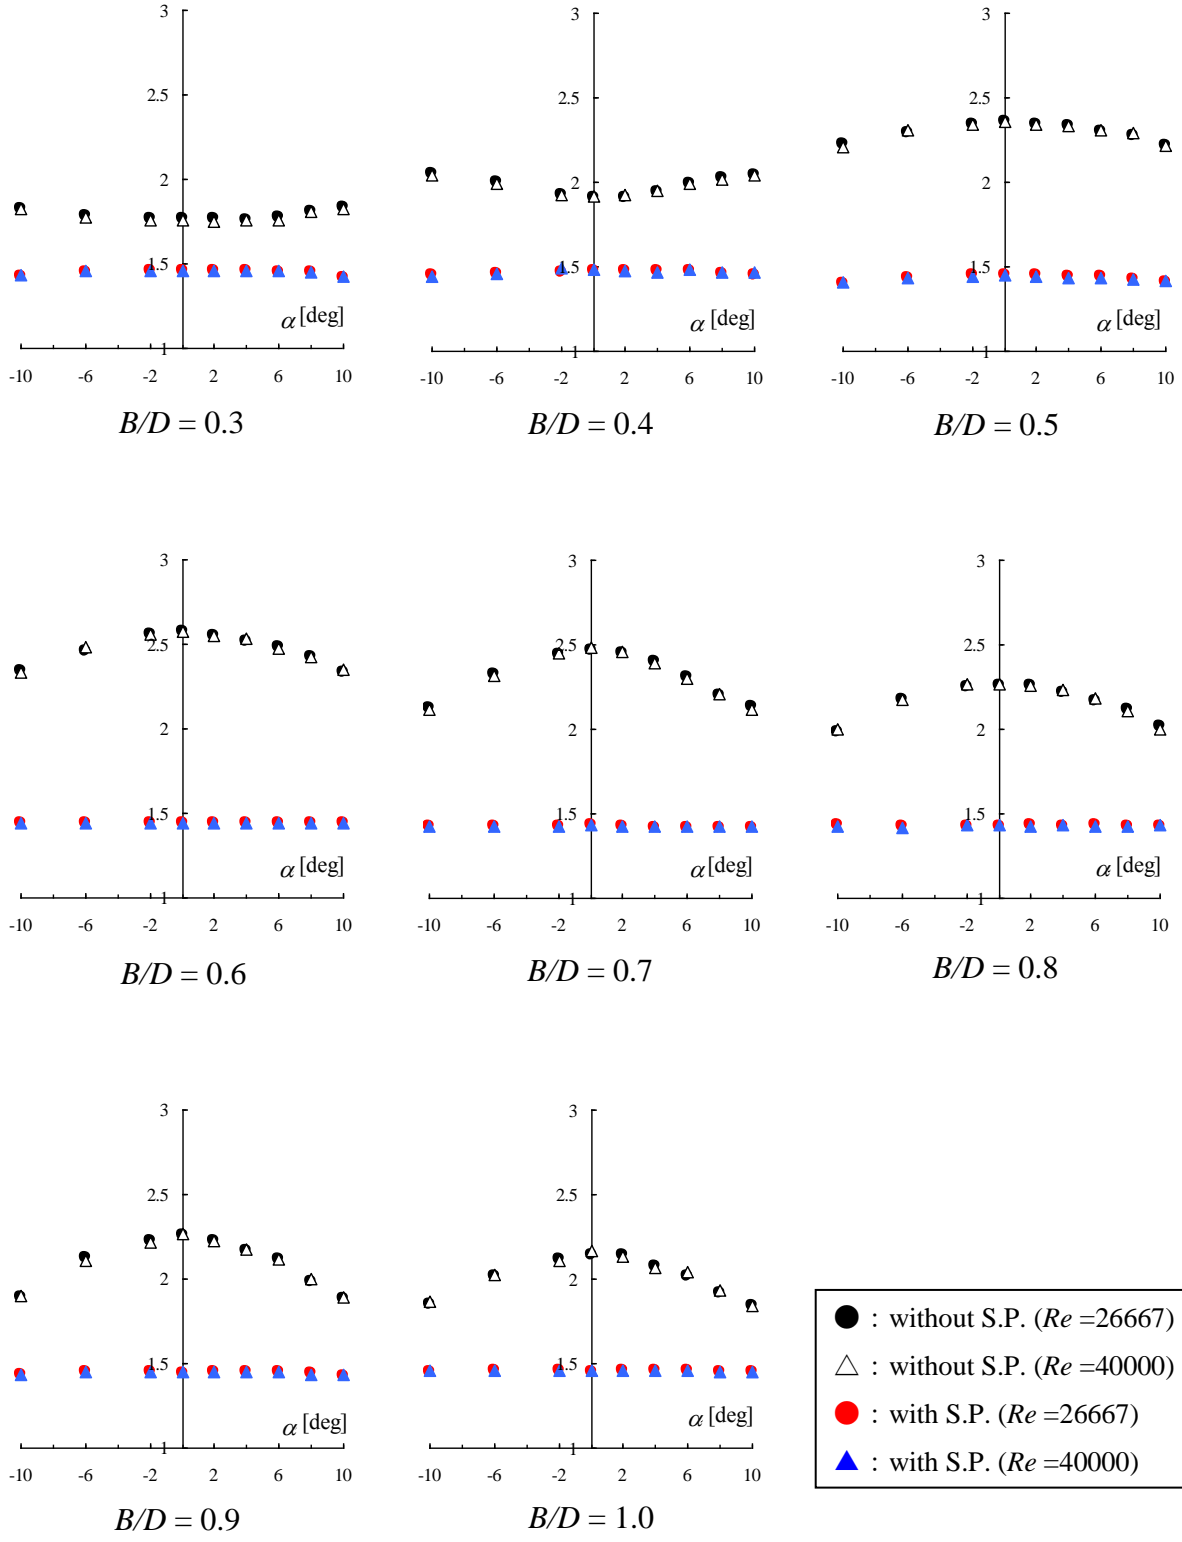 3
2.5
2
1.5
α [deg]
1
-10 -6 -2 2 6 10
B/D = 0.3
3
2.5
2
1.5
α [deg]
1
-10 -6 -2 2 6 10
B/D = 0.4
3
2.5
2
1.5
α [deg]
1
-10 -6 -2 2 6 10
B/D = 0.5
3
2.5
2
1.5
α [deg]
1
-10 -6 -2 2 6 10
B/D = 0.6
3
2.5
2
1.5
α [deg]
1
-10 -6 -2 2 6 10
B/D = 0.7
3
2.5
2
1.5
α [deg]
1
-10 -6 -2 2 6 10
B/D = 0.8
3
2.5
2
1.5
α [deg]
1
-10 -6 -2 2 6 10
B/D = 0.9
3
2.5
2
1.5
α [deg]
1
-10 -6 -2 2 6 10
B/D = 1.0
: without S.P. (Re =26667)
: without S.P. (Re =40000)
: with S.P. (Re =26667)
: with S.P. (Re =40000)